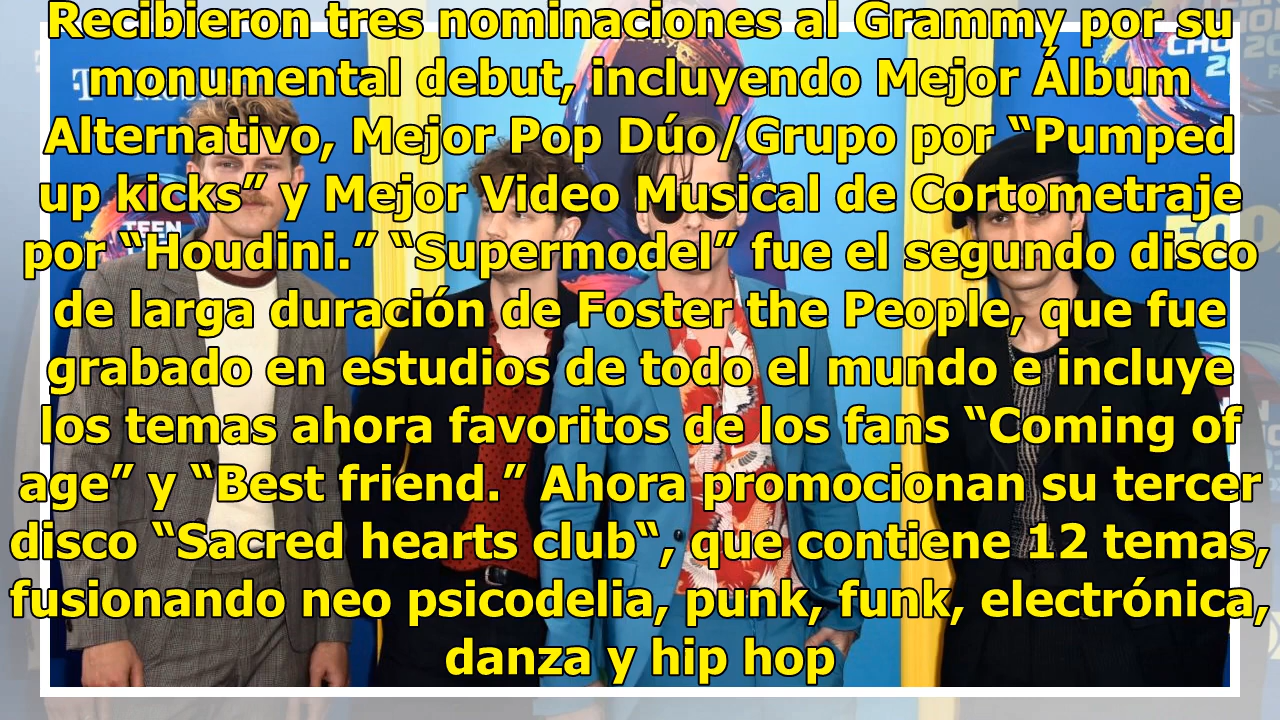 Recibieron tres nominaciones al Grammy por su
monumental debut, incluyendo Mejor Álbum
Alternativo, Mejor Pop Dúo/Grupo por “Pumped
up kicks” y Mejor Video Musical de Cortometraje
por “Houdini.” “Supermodel” fue el segundo disco
de larga duración de Foster the People, que fue
grabado en estudios de todo el mundo e incluye
los temas ahora favoritos de los fans “Coming of
age” y “Best friend.” Ahora promocionan su tercer
disco “Sacred hearts club“, que contiene 12 temas,
fusionando neo psicodelia, punk, funk, electrónica,
danza y hip hop
TEEN